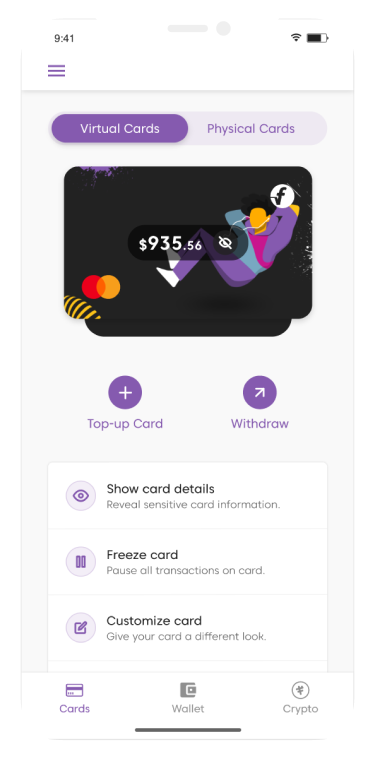 9:41
Virtual Cards
Physical Cards
$935.56
Top-up Card
Withdraw
Show card details
Reveal sensitive card information.
Freeze card
Pause all transactions on card.
Customize card
Give your card a different look.
Cards
Wallet
Crypto